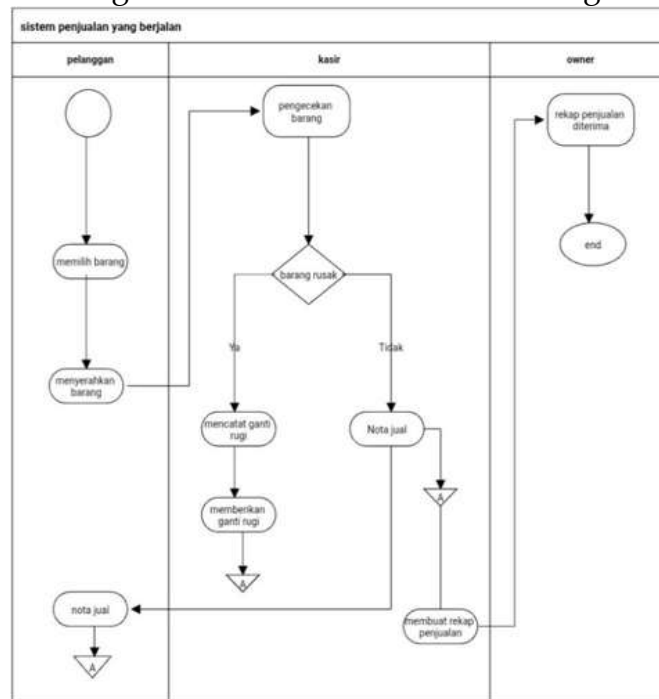 sistem penjualan yang berjalan
pelanggan
kasir
owner
pengecekan
barang
rekap penjualan
diterima
end
memilih barang
barang rusak
Ya
Tidak
menyerahkan
barang
mencatat ganti
rugi
Nota jual
A
memberikan
ganti rugi
A
nota jual
membuat rekap
penjualan
A